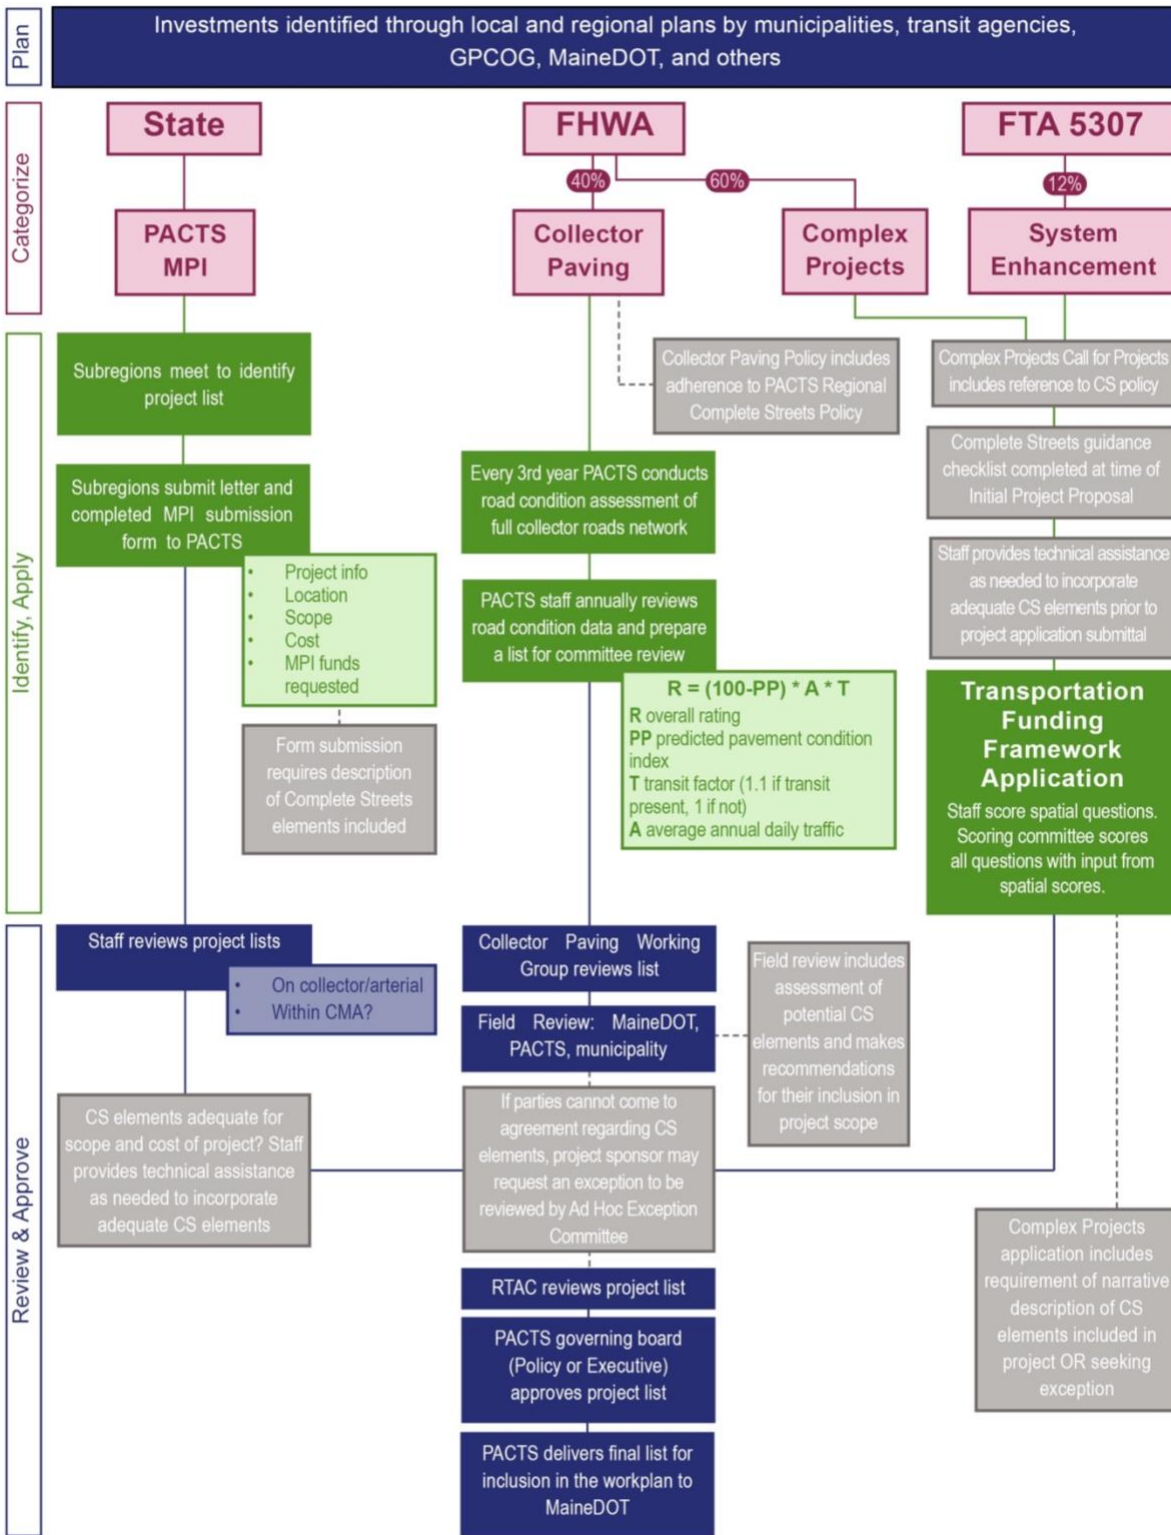 Plan
Investments identified through local and regional plans by municipalities, transit agencies,
GPCOG, MaineDOT, and others
Categorize
State
FHWA
FTA 5307
40%
60%
12%
PACTS
MPI
Collector
Paving
Complex
Projects
System
Enhancement
Identify, Apply
Subregions meet to identify
project list
Subregions submit letter and
completed MPI submission
form to PACTS
• Project info
• Location
• Scope
• Cost
• MPI funds
requested
Form submission
requires description
of Complete Streets
elements included
Collector Paving Policy includes
adherence to PACTS Regional
Complete Streets Policy
Every 3rd year PACTS conducts
road condition assessment of
full collector roads network
PACTS staff annually reviews
road condition data and prepare
a list for committee review
R = (100-PP) * A * T
R overall rating
PP predicted pavement condition
index
T transit factor (1.1 if transit
present, 1 if not)
A average annual daily traffic
Complex Projects Call for Projects
includes reference to CS policy
Complete Streets guidance
checklist completed at time of
Initial Project Proposal
Staff provides technical assistance
as needed to incorporate
adequate CS elements prior to
project application submittal
Transportation
Funding
Framework
Application
Staff score spatial questions.
Scoring committee scores
all questions with input from
spatial scores.
Review & Approve
Staff reviews project lists
• On collector/arterial
• Within CMA?
CS elements adequate for
scope and cost of project? Staff
provides technical assistance
as needed to incorporate
adequate CS elements
Collector Paving Working
Group reviews list
Field Review: MaineDOT,
PACTS, municipality
Field review includes
assessment of
potential CS
elements and makes
recommendations
for their inclusion in
project scope
If parties cannot come to
agreement regarding CS
elements, project sponsor may
request an exception to be
reviewed by Ad Hoc Exception
Committee
RTAC reviews project list
PACTS governing board
(Policy or Executive)
approves project list
PACTS delivers final list for
inclusion in the workplan to
MaineDOT
Complex Projects
application includes
requirement of narrative
description of CS
elements included in
project OR seeking
exception